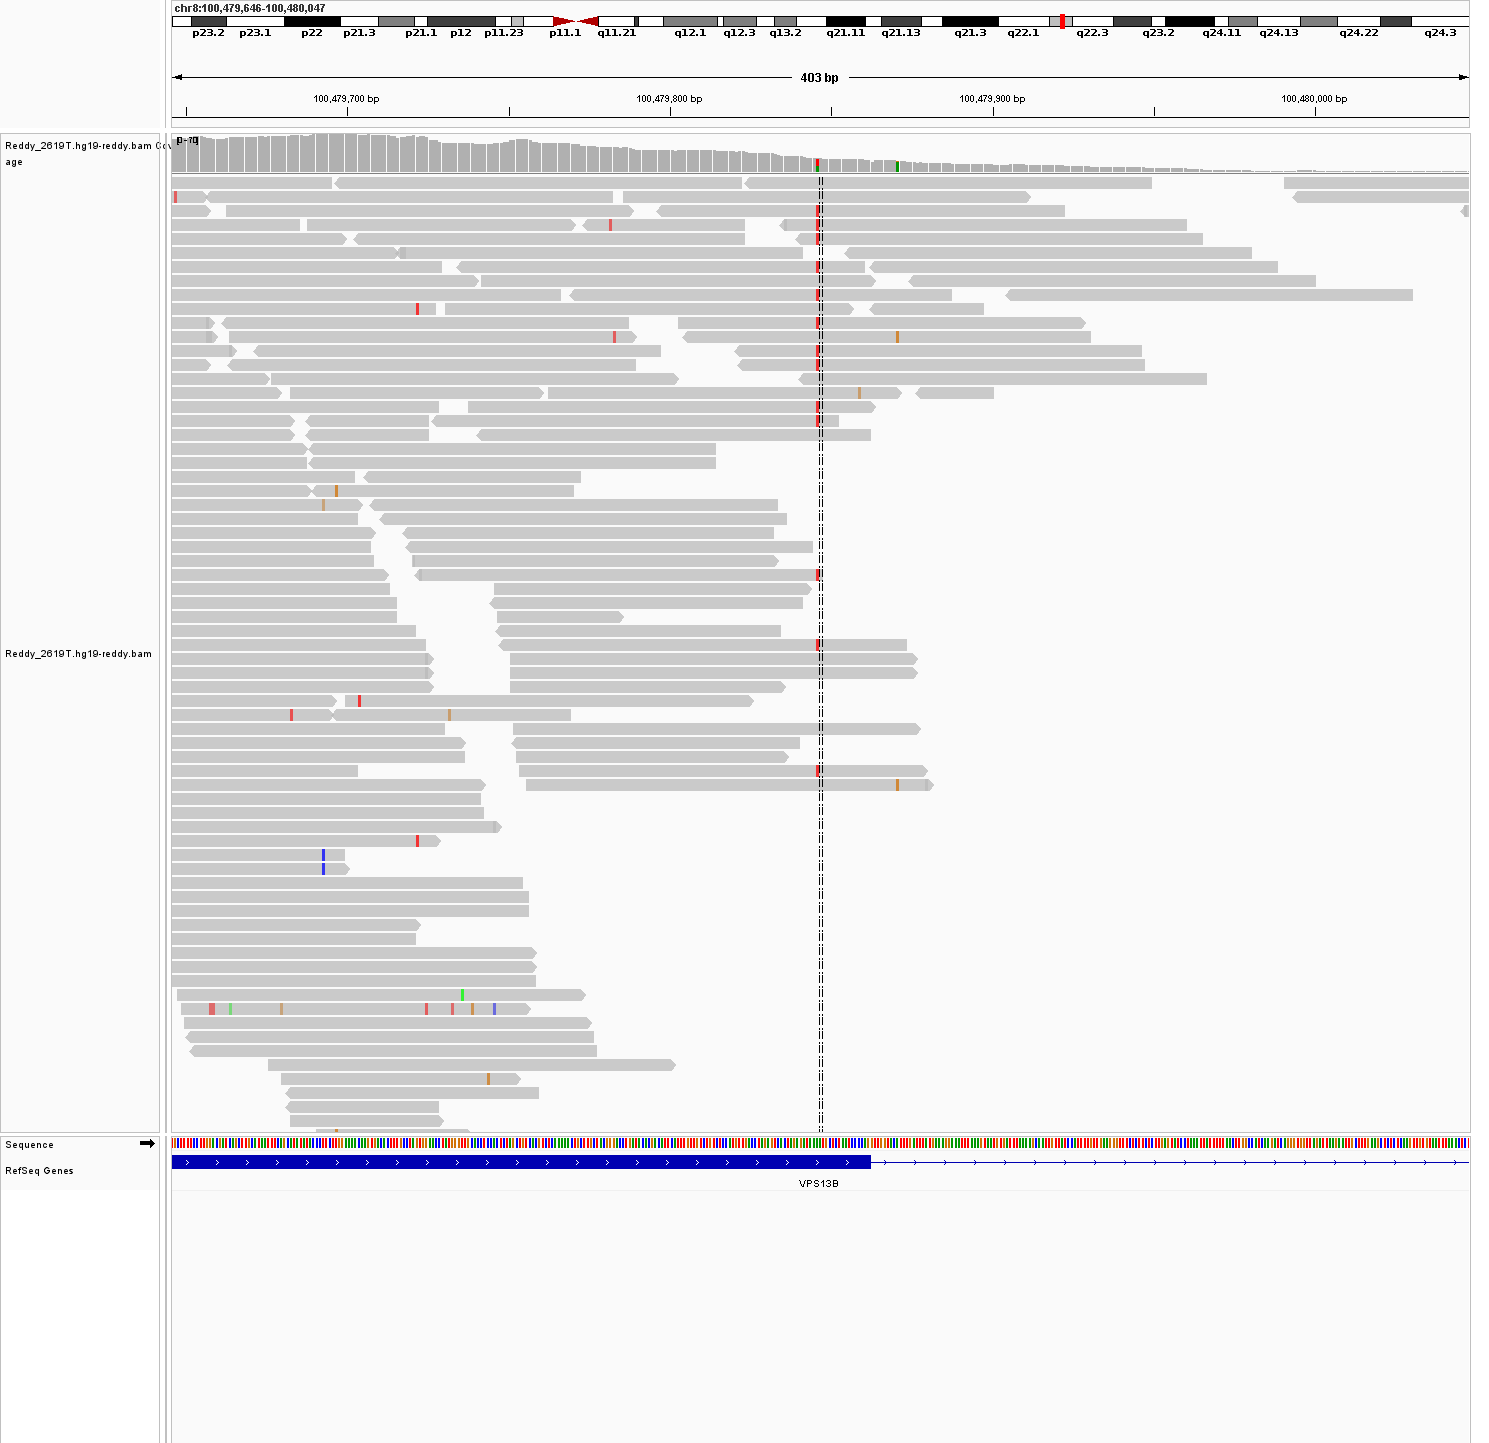 chr8:100,479,646-100,480,047
p23.2 p23.1 p22 p21.3 p21.1 p12 p11.23 p11.1 q11.21 q12.1 q12.3 q13.2 q21.11 q21.13 q21.3 q22.1 q22.3 q23.2 q24.11 q24.13 q24.22 q24.3
403 bp
100,479,700 bp 100,479,800 bp 100,479,900 bp 100,480,000 bp
Reddy_2619T.hg19-reddy.bam Cov
age
Reddy_2619T.hg19-reddy.bam
Sequence
RefSeq Genes
VPS13B